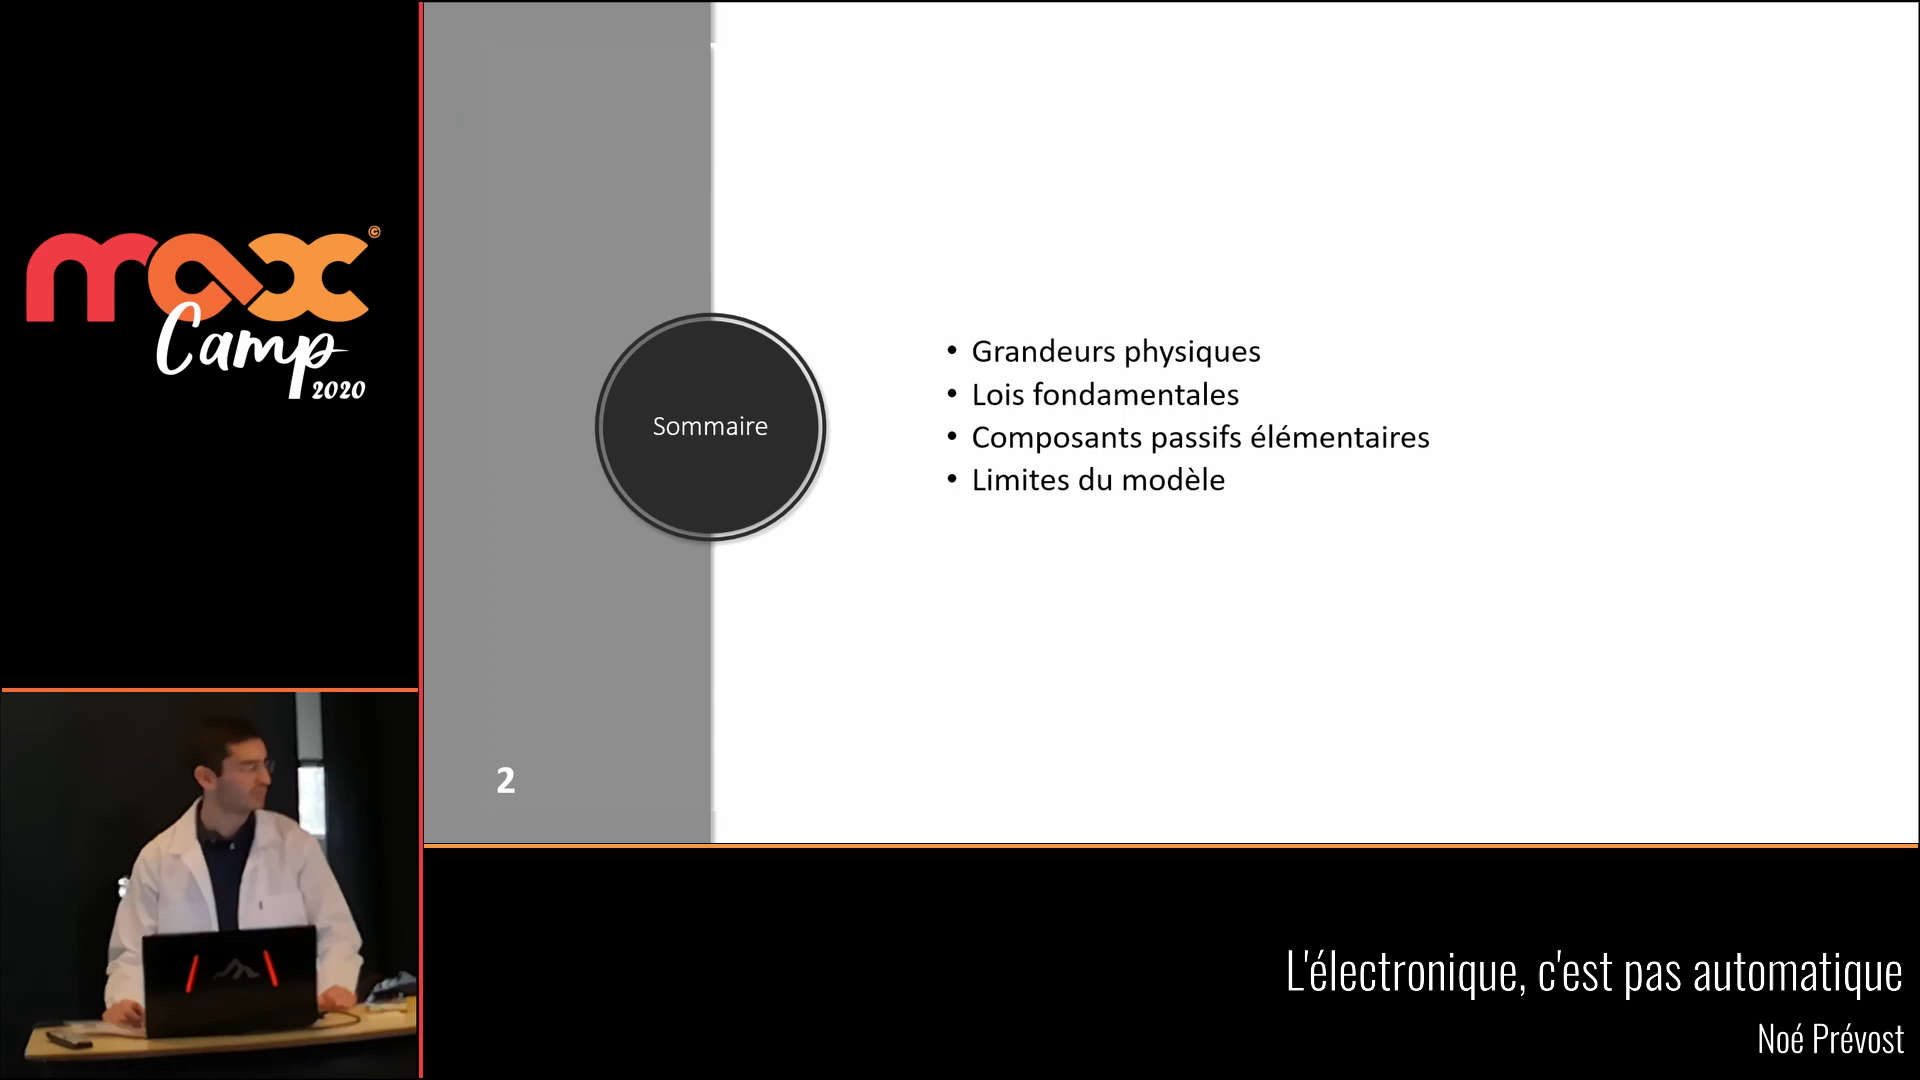 max©
Camp
2020
Sommaire
• Grandeurs physiques
• Lois fondamentales
• Composants passifs élémentaires
• Limites du modèle
2
L'électronique, c'est pas automatique
Noé Prévost